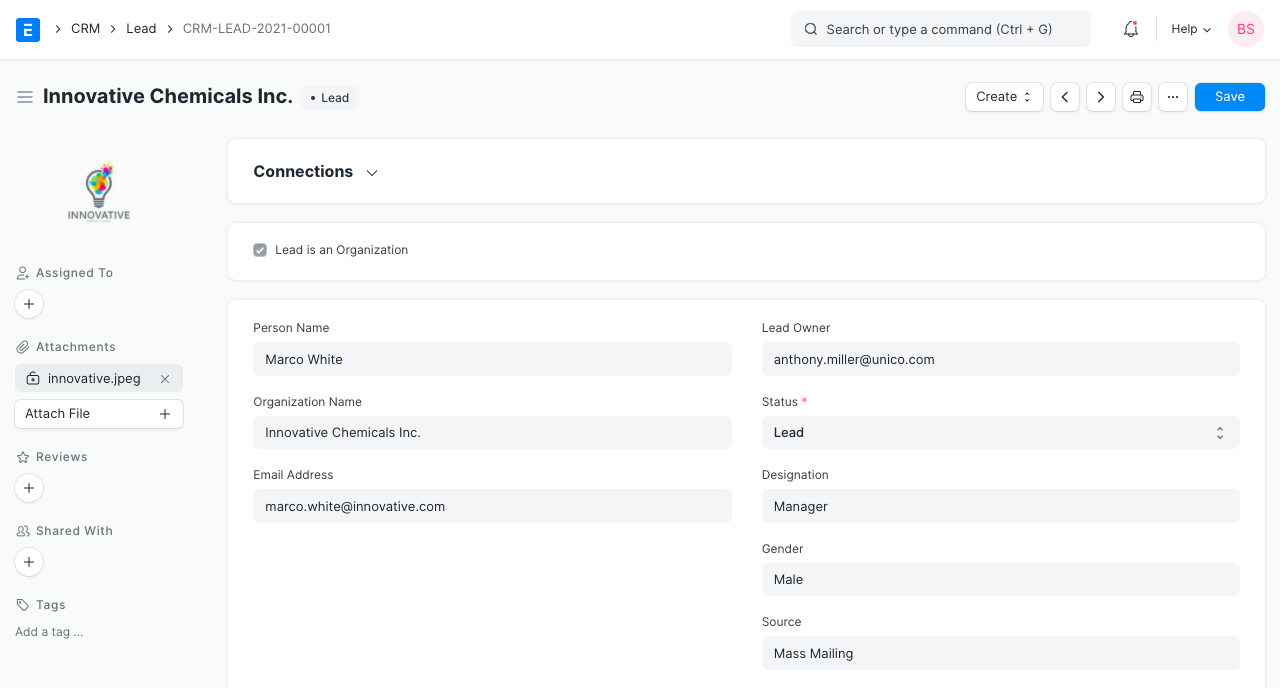 E CRM Lead CRM-LEAD-2021-00001 Search or type a command (Ctrl + G) Help BS
Innovative Chemicals Inc. • Lead Create ··· Save
INNOVATIVE
Connections
Lead is an Organization
Assigned To
Attachments
innovative.jpeg
Attach File
Reviews
Shared With
Tags
Add a tag ...
Person Name
Marco White
Organization Name
Innovative Chemicals Inc.
Email Address
marco.white@innovative.com
Lead Owner
anthony.miller@unico.com
Status *
Lead
Designation
Manager
Gender
Male
Source
Mass Mailing